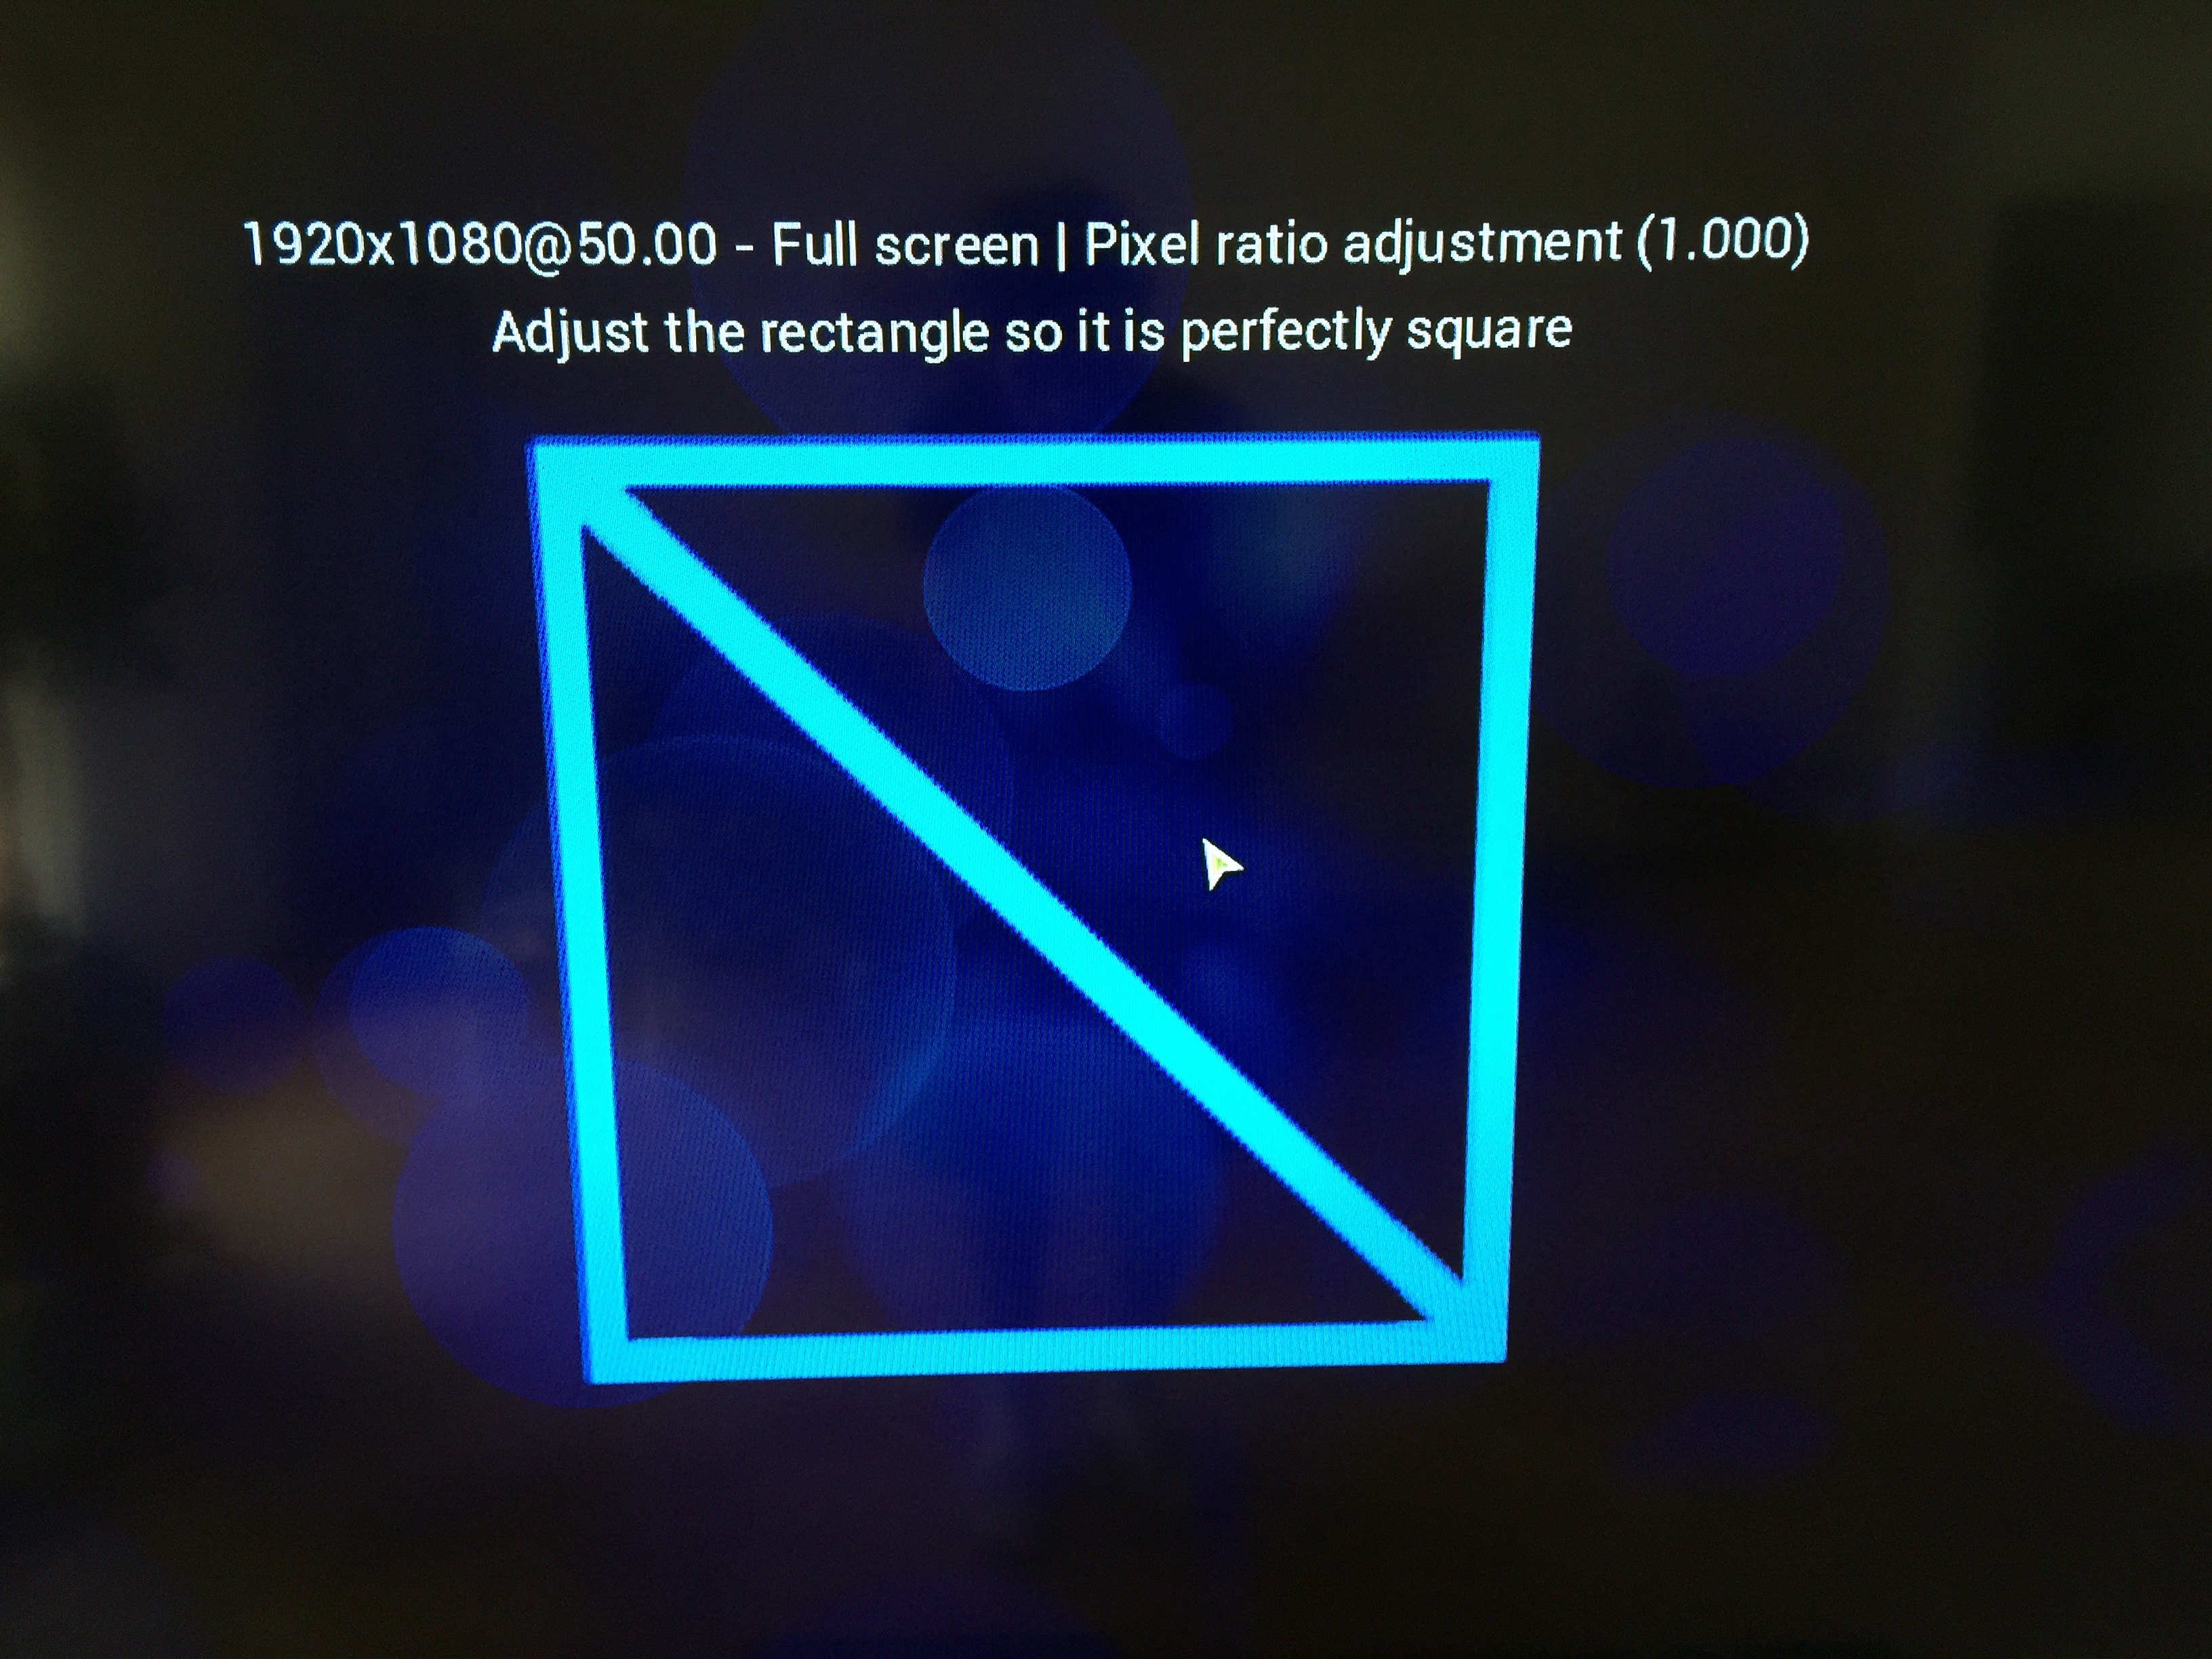 1920x1080@50.00 - Full screen | Pixel ratio adjustment (1.000)
Adjust the rectangle so it is perfectly square